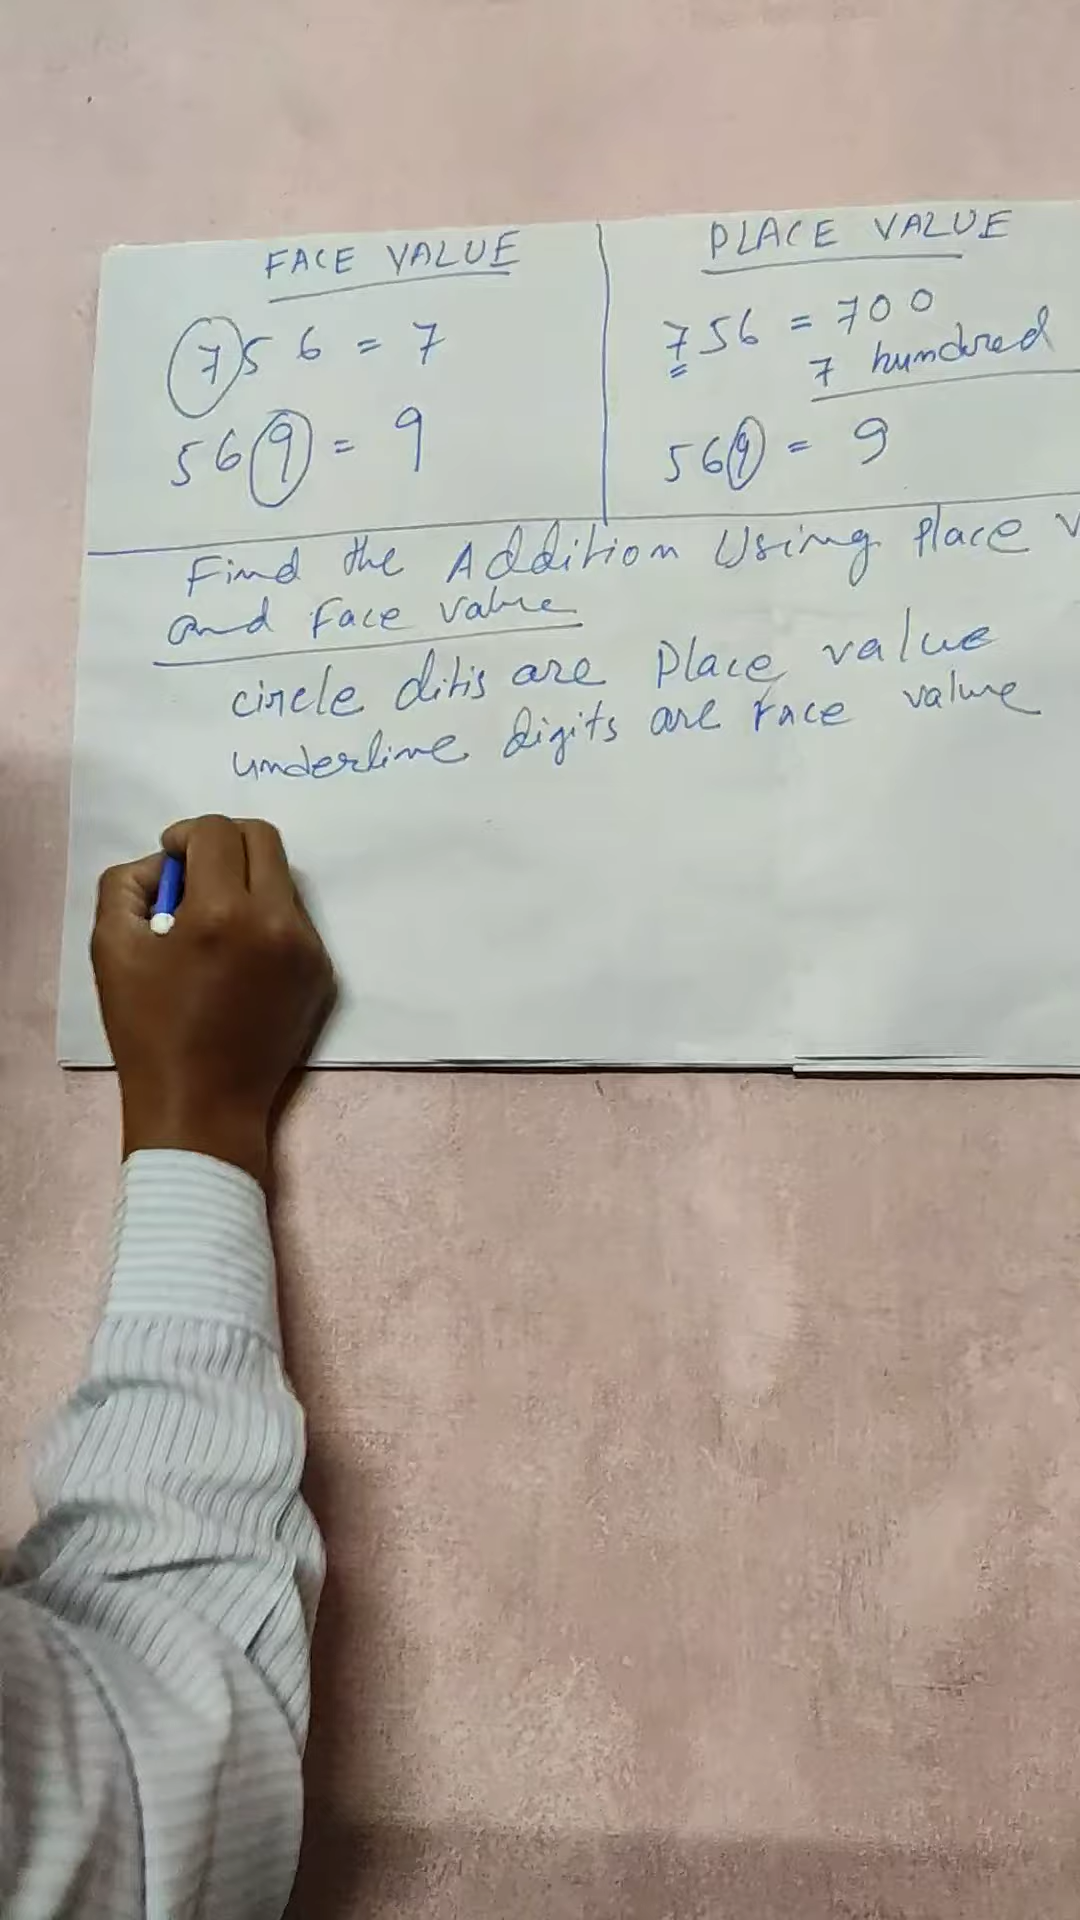 FACE VALUE
756 = 7
569 = 9
PLACE VALUE
756 = 700
7 hundred
569 = 9
Find the Addition Using Place
and Face value
circle ditis are Place value
underline digits are Face value